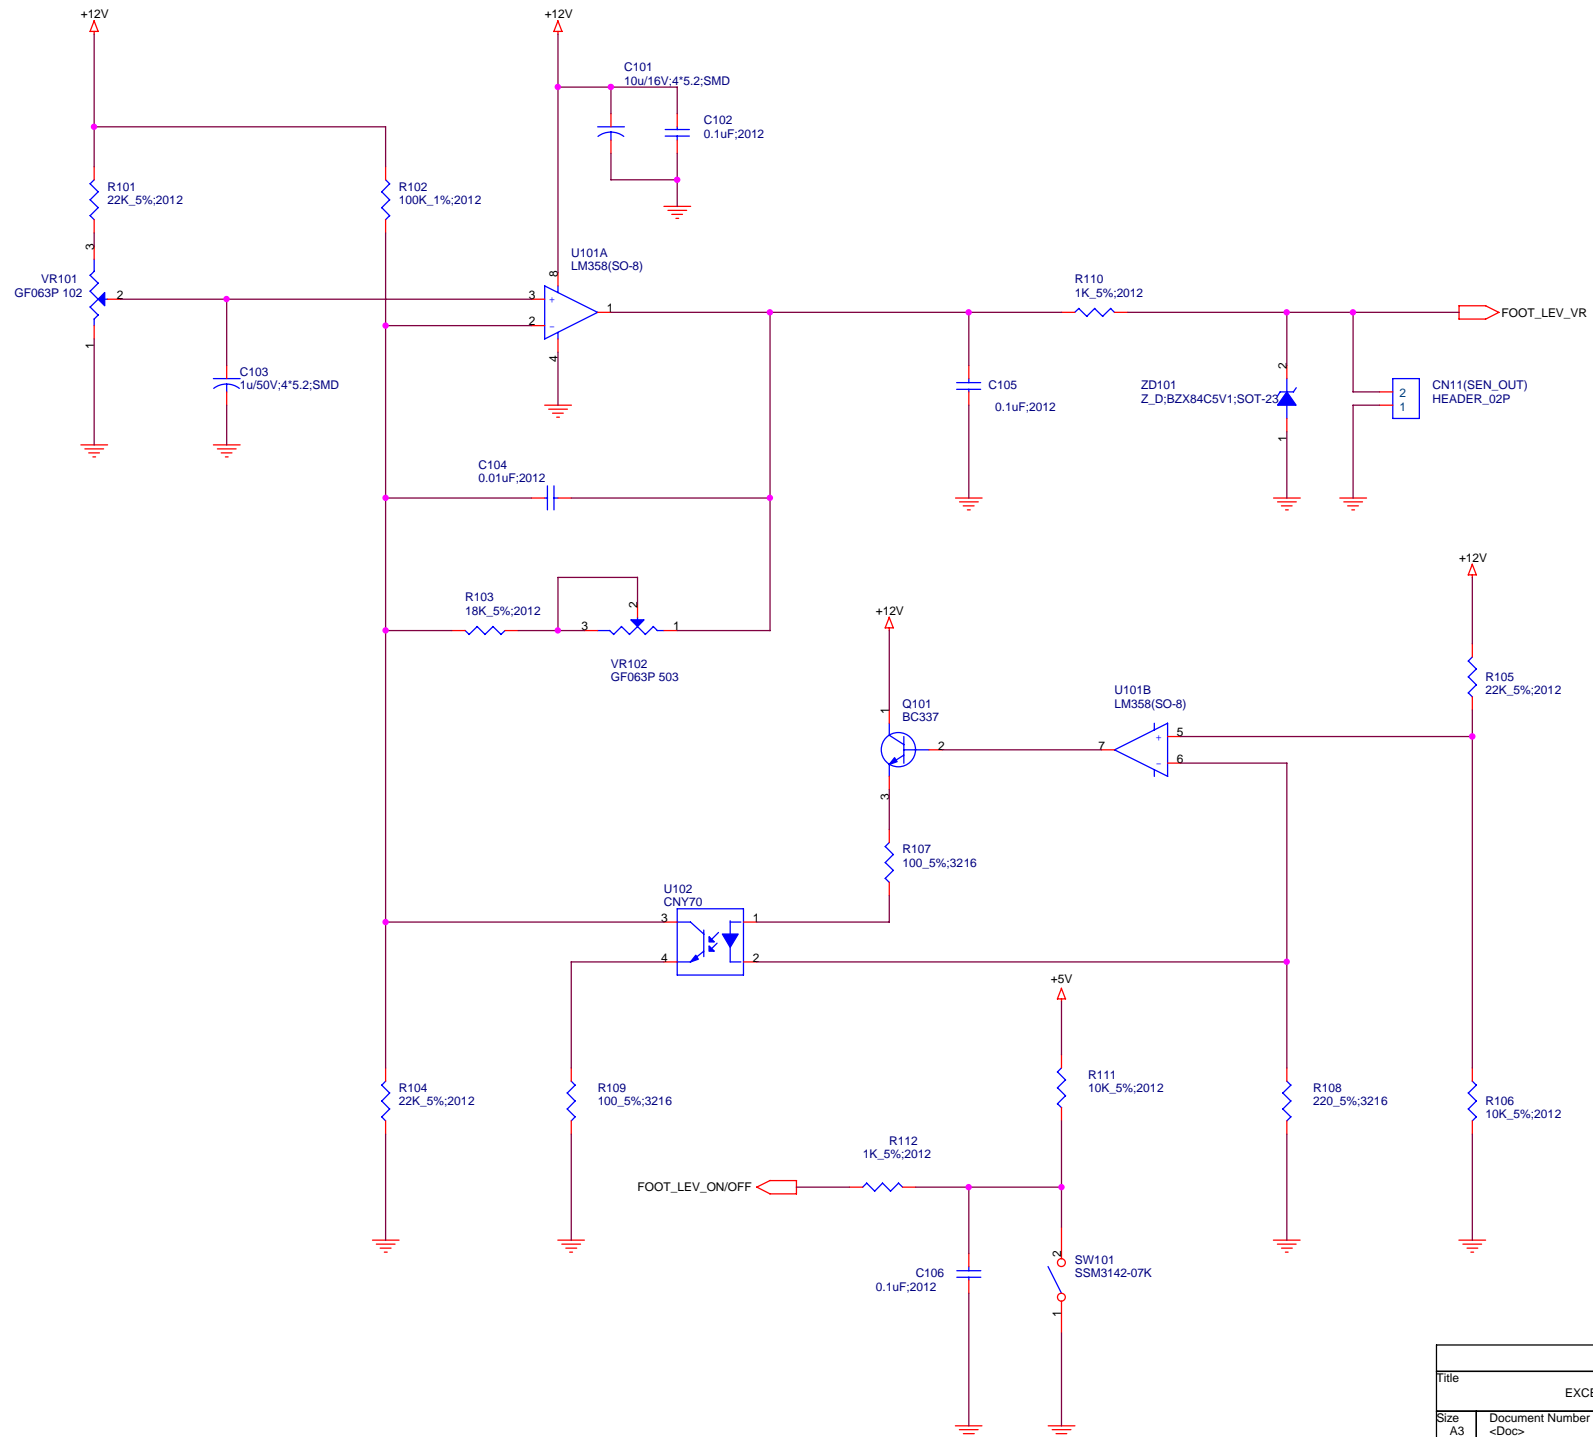 +12V
+12V
C101
10u/16V;4*5.2;SMD
C102
0.1uF;2012
R101
22K_5%;2012
R102
100K_1%;2012
3
VR101
GF063P 102
2
1
U101A
LM358(SO-8)
8
3
+
2
-
1
4
C103
1u/50V;4*5.2;SMD
R110
1K_5%;2012
FOOT_LEV_VR
C105
0.1uF;2012
ZD101
Z_D;BZX84C5V1;SOT-23
2
1
2
1
CN11(SEN_OUT)
HEADER_02P
C104
0.01uF;2012
R103
18K_5%;2012
2
3
1
VR102
GF063P 503
+12V
+12V
R105
22K_5%;2012
Q101
BC337
1
2
3
U101B
LM358(SO-8)
7
+
5
-
6
R107
100_5%;3216
U102
CNY70
3
1
4
2
+5V
R104
22K_5%;2012
R109
100_5%;3216
R111
10K_5%;2012
R108
220_5%;3216
R106
10K_5%;2012
R112
1K_5%;2012
FOOT_LEV_ON/OFF
C106
0.1uF;2012
2
SW101
SSM3142-07K
1
Title
EXCE
Size
A3
Document Number
<Doc>